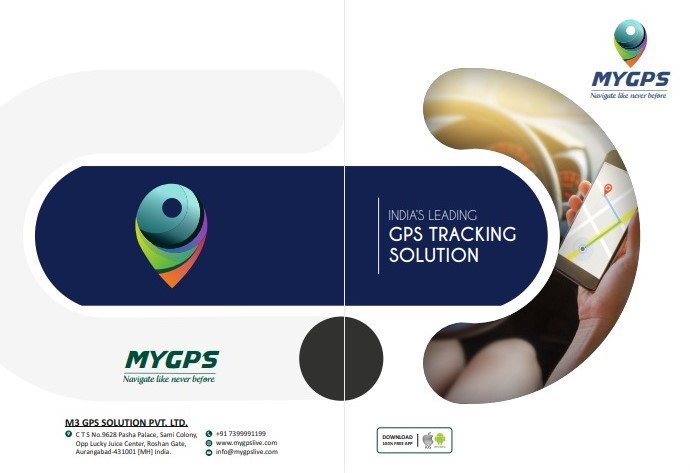 MYGPS
Navigate like never before
INDIA'S LEADING
GPS TRACKING
SOLUTION
MYGPS
Navigate like never before
M3 GPS SOLUTION PVT. LTD.
C T S No.9628 Pasha Palace, Sami Colony,
Opp Lucky Juice Center, Roshan Gate,
Aurangabad-431001 [MH] India.
+91 7399991199
www.mygpslive.com
info@mygpslive.com
DOWNLOAD
100% FREE APP